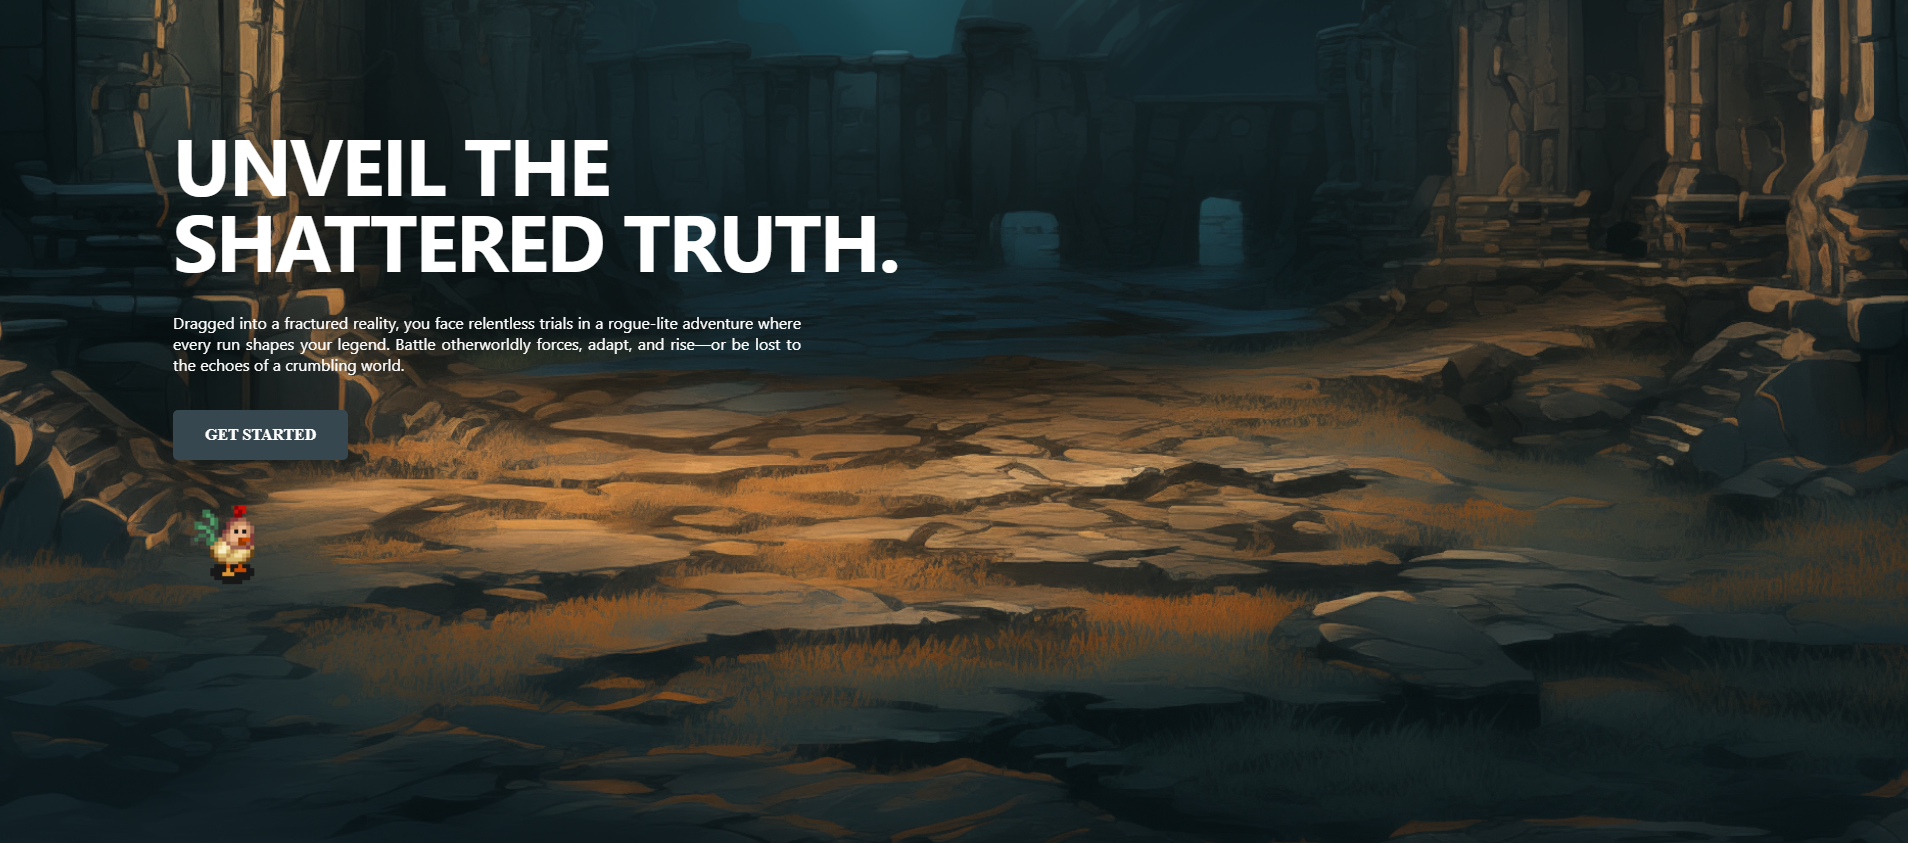 UNVEIL THE
SHATTERED TRUTH.
Dragged into a fractured reality, you face relentless trials in a rogue-lite adventure where
every run shapes your legend. Battle otherworldly forces, adapt, and rise—or be lost to
the echoes of a crumbling world.
GET STARTED